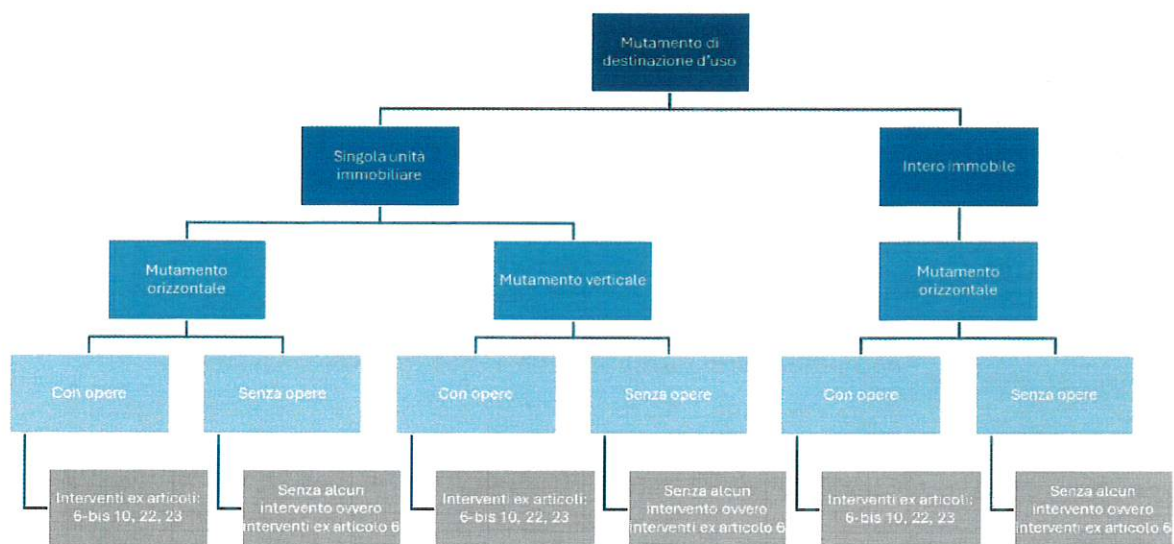 Mutamento di
destinazione d'uso
Singola unità
immobiliare
Intero immobile
Mutamento
orizzontale
Mutamento verticale
Mutamento
orizzontale
Con opere
Senza opere
Con opere
Senza opere
Con opere
Senza opere
Interventi ex articoli:
6-bis 10, 22, 23
Senza alcun
intervento ovvero
interventi ex articolo 6
Interventi ex articoli:
6-bis 10, 22, 23
Senza alcun
intervento ovvero
interventi ex articolo 6
Interventi ex articoli:
6-bis 10, 22, 23
Senza alcun
intervento ovvero
interventi ex articolo 6